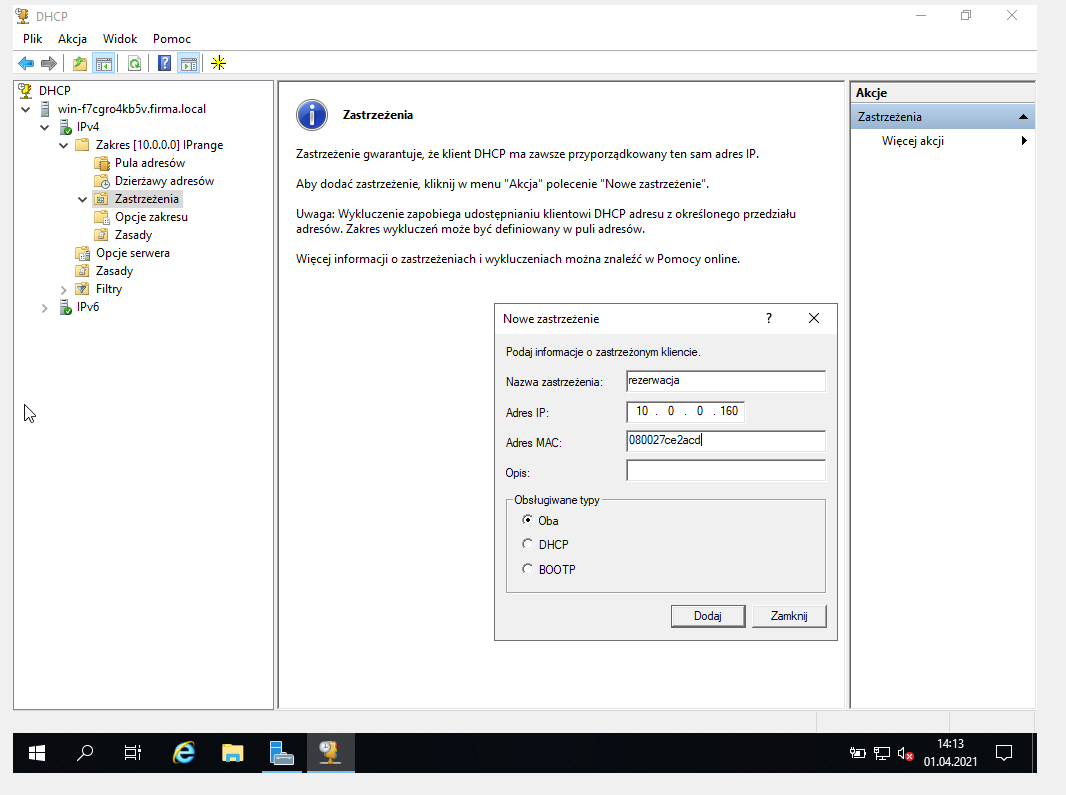 DHCP
Plik Akcja Widok Pomoc
DHCP
win-f7cgro4kb5v.firma.local
IPv4
Zakres [10.0.0.0] IPrange
Pula adresów
Dzierżawy adresów
Zastrzeżenia
Opcje zakresu
Zasady
Opcje serwera
Zasady
Filtry
IPv6
Zastrzeżenia
Zastrzeżenie gwarantuje, że klient DHCP ma zawsze przyporządkowany ten sam adres IP.
Aby dodać zastrzeżenie, kliknij w menu "Akcja" polecenie "Nowe zastrzeżenie".
Uwaga: Wykluczenie zapobiega udostępnianiu klientowi DHCP adresu z określonego przedziału
adresów. Zakres wykluczeń może być definiowany w puli adresów.
Więcej informacji o zastrzeżeniach i wykluczeniach można znaleźć w Pomocy online.
Nowe zastrzeżenie ?
Podaj informacje o zastrzeżonym kliencie.
Nazwa zastrzeżenia: rezerwacja
Adres IP: 10 . 0 . 0 . 160
Adres MAC: 080027ce2acd
Opis:
Obsługiwane typy
Oba
DHCP
BOOTP
Dodaj Zamknij
Akcje
Zastrzeżenia
Więcej akcji
14:13
01.04.2021